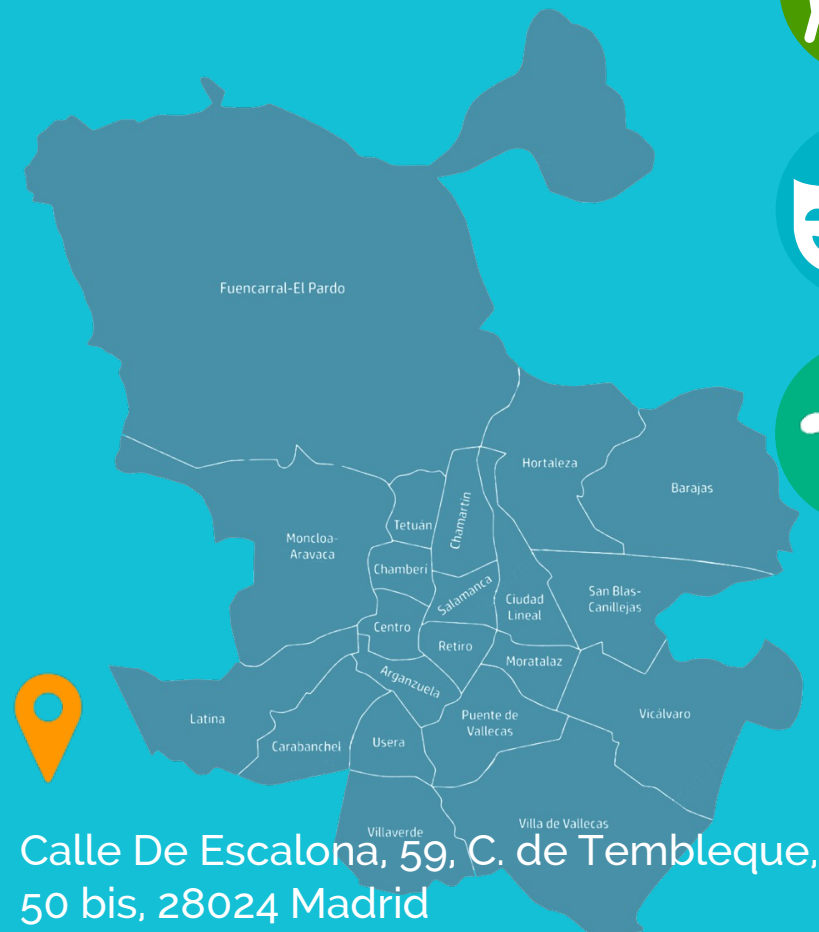 Fuencarral-El Pardo
Hortaleza
Barajas
Chamartín
Tetuán
Moncloa-
Aravaca
Chamberí
Salamanca
Ciudad
Lineal
San Blas-
Canillejas
Centro
Retiro
Moratalaz
Arganzuela
Latina
Carabanchel
Usera
Puente de
Vallecas
Vicálvaro
Villaverde
Villa de Vallecas
Calle De Escalona, 59, C. de Tembleque,
50 bis, 28024 Madrid